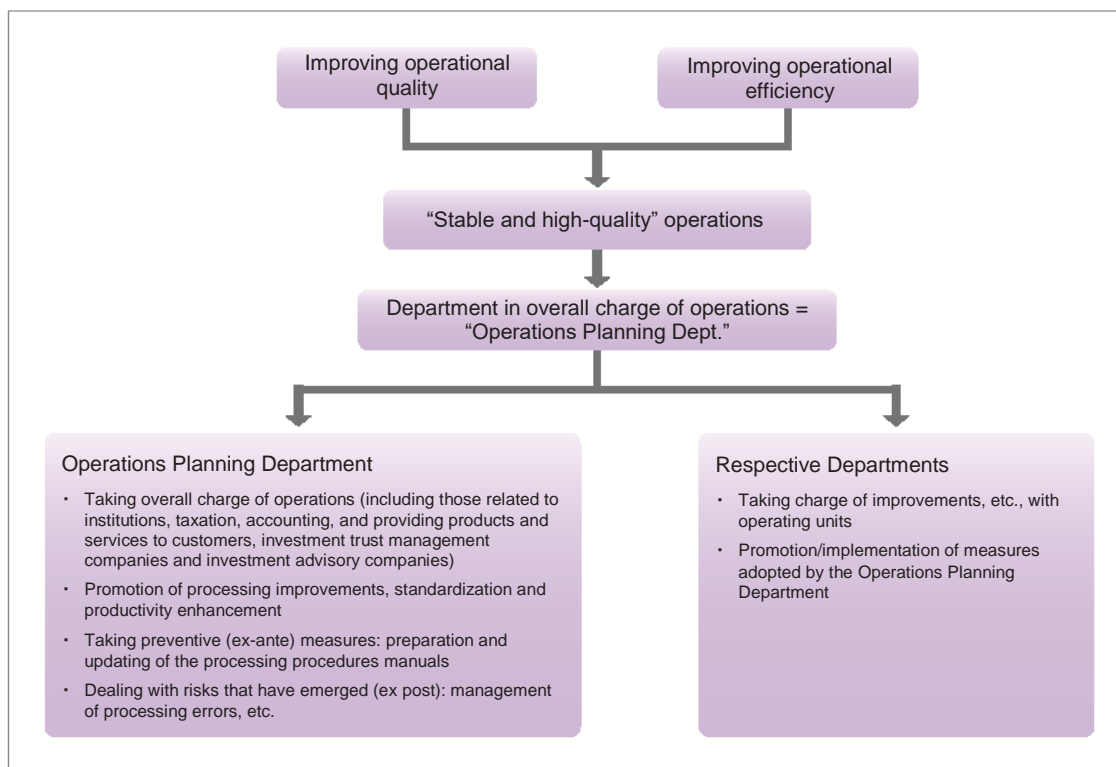 Improving operational
quality
Improving operational
efficiency
“Stable and high-quality” operations
Department in overall charge of operations =
“Operations Planning Dept.”
Operations Planning Department
・ Taking overall charge of operations (including those related to
institutions, taxation, accounting, and providing products and
services to customers, investment trust management
companies and investment advisory companies)
・ Promotion of processing improvements, standardization and
productivity enhancement
・ Taking preventive (ex-ante) measures: preparation and
updating of the processing procedures manuals
・ Dealing with risks that have emerged (ex post): management
of processing errors, etc.
Respective Departments
・ Taking charge of improvements, etc., with
operating units
・ Promotion/implementation of measures
adopted by the Operations Planning
Department